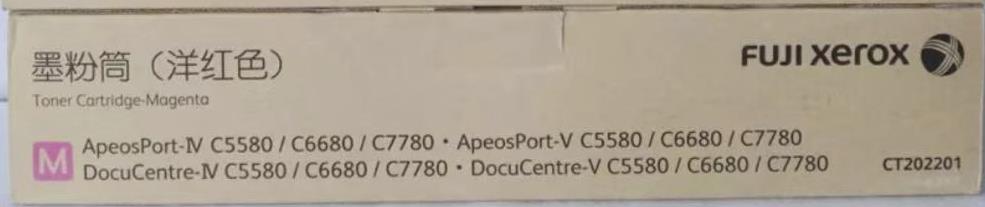 墨粉筒（洋红色）
FUJI xerox
Toner Cartridge-Magenta
M
ApeosPort-Ⅳ C5580 / C6680 / C7780・ApeosPort-V C5580 / C6680 / C7780
DocuCentre-Ⅳ C5580 / C6680 / C7780・DocuCentre-V C5580 / C6680 / C7780
CT202201